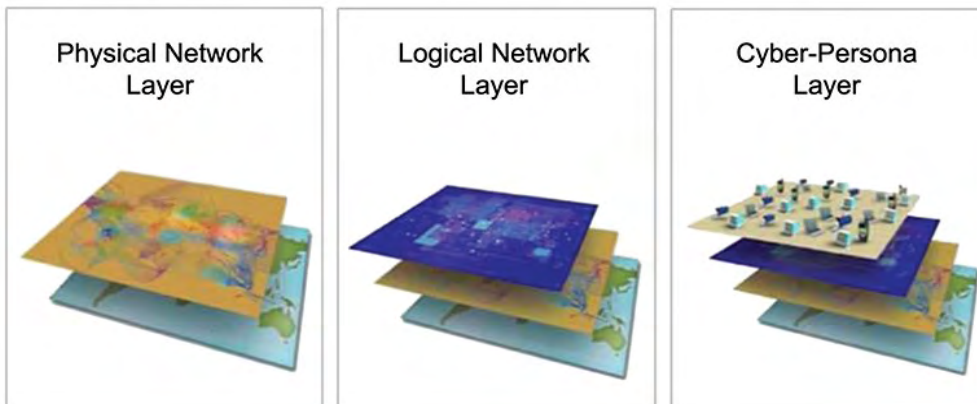 Physical Network
Layer
Logical Network
Layer
Cyber-Persona
Layer